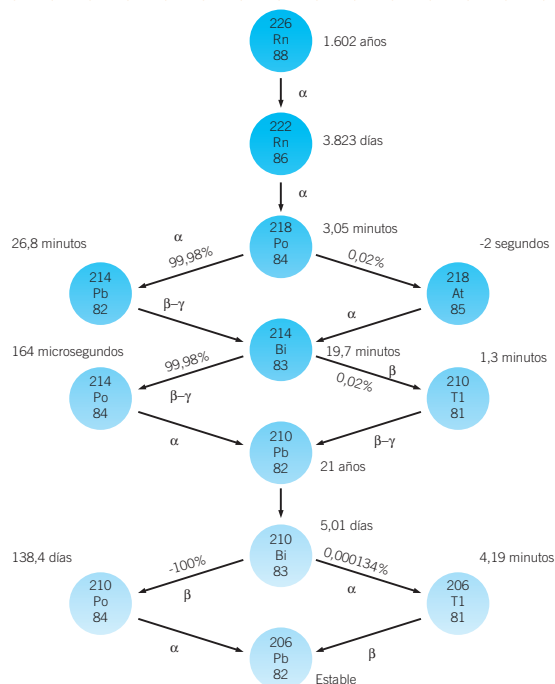 226
Rn
88
1.602 años
α
222
Rn
86
3.823 días
α
218
Po
84
3,05 minutos
26,8 minutos
α
99,98%
0,02%
-2 segundos
214
Pb
82
218
At
85
β–γ
α
214
Bi
83
164 microsegundos
99,98%
19,7 minutos
β
0,02%
1,3 minutos
214
Po
84
β–γ
210
T1
81
α
β–γ
210
Pb
82
21 años
210
Bi
83
5,01 días
138,4 días
-100%
β
0,000134%
α
4,19 minutos
210
Po
84
206
T1
81
α
β
206
Pb
82
Estable